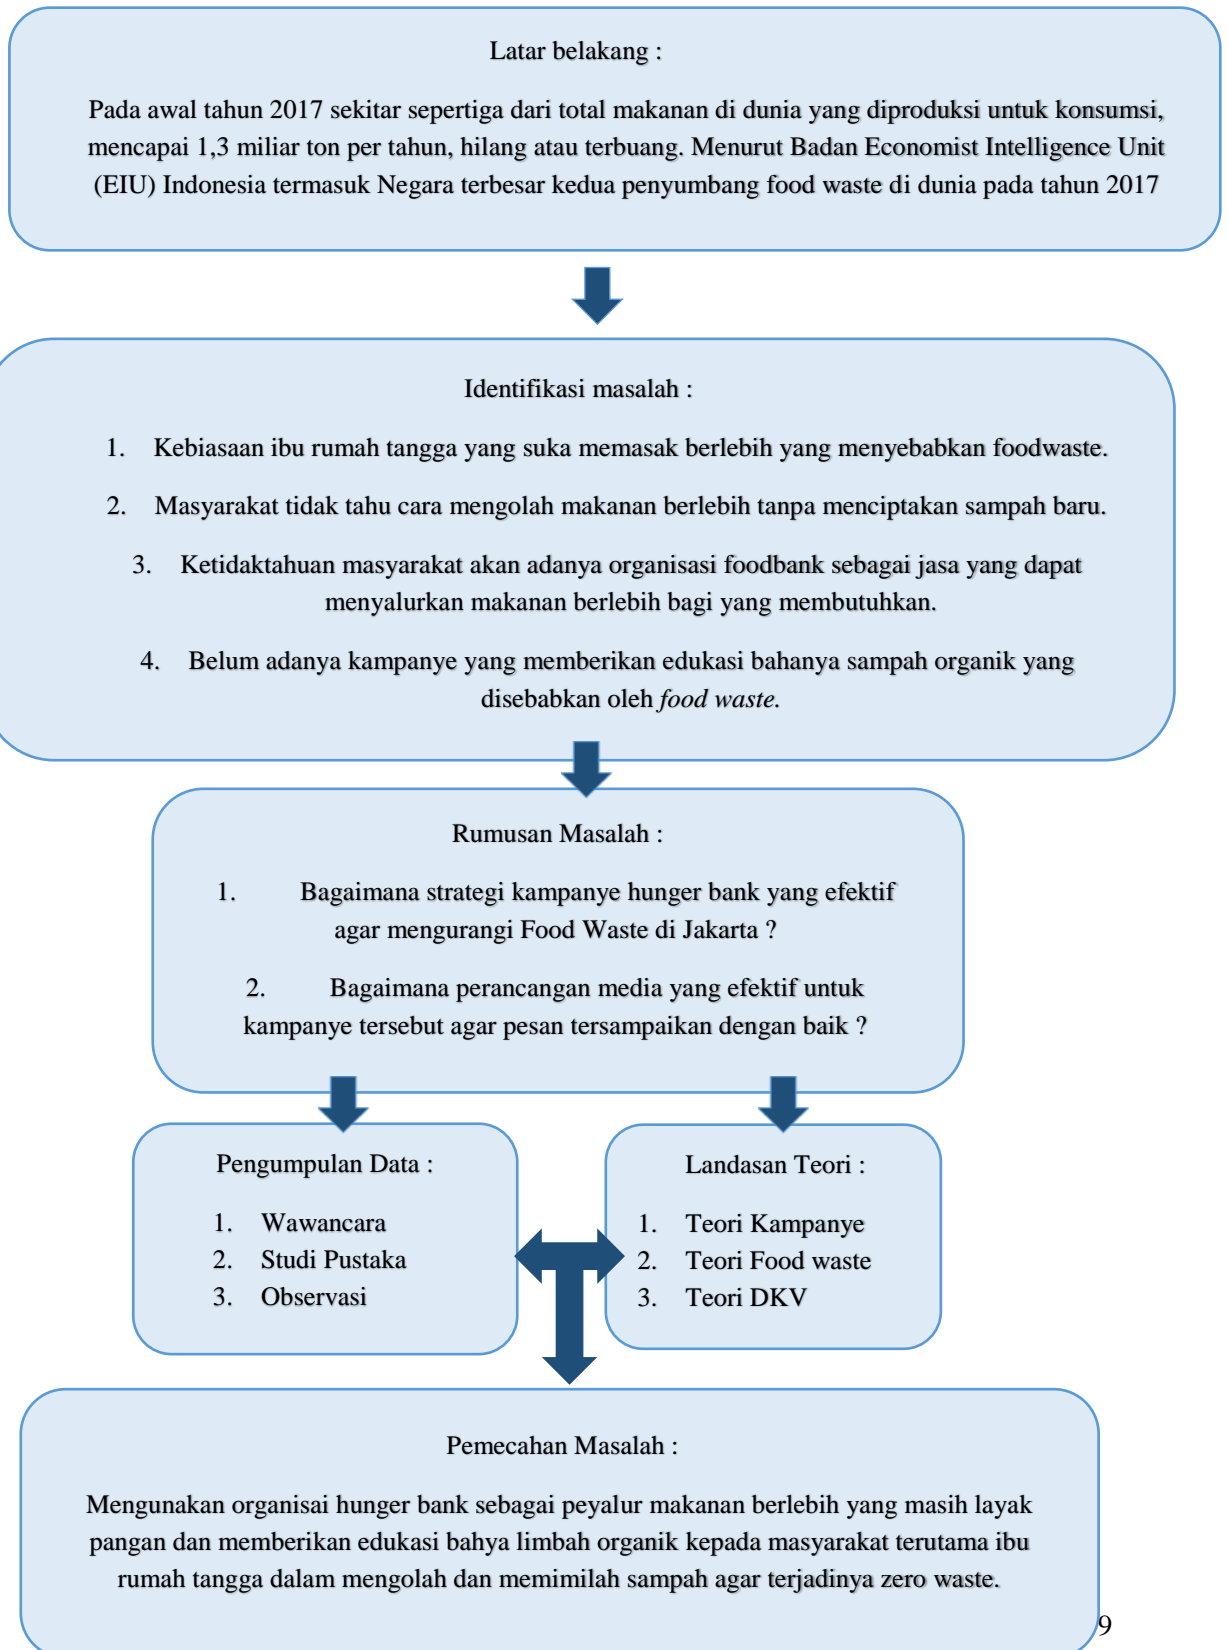 Latar belakang :
Pada awal tahun 2017 sekitar sepertiga dari total makanan di dunia yang diproduksi untuk konsumsi,
mencapai 1,3 miliar ton per tahun, hilang atau terbuang. Menurut Badan Economist Intelligence Unit
(EIU) Indonesia termasuk Negara terbesar kedua penyumbang food waste di dunia pada tahun 2017
Identifikasi masalah :
1. Kebiasaan ibu rumah tangga yang suka memasak berlebih yang menyebabkan foodwaste.
2. Masyarakat tidak tahu cara mengolah makanan berlebih tanpa menciptakan sampah baru.
3. Ketidaktahuan masyarakat akan adanya organisasi foodbank sebagai jasa yang dapat
menyalurkan makanan berlebih bagi yang membutuhkan.
4. Belum adanya kampanye yang memberikan edukasi bahanya sampah organik yang
disebabkan oleh food waste.
Rumusan Masalah :
1. Bagaimana strategi kampanye hunger bank yang efektif
agar mengurangi Food Waste di Jakarta ?
2. Bagaimana perancangan media yang efektif untuk
kampanye tersebut agar pesan tersampaikan dengan baik ?
Pengumpulan Data :
1. Wawancara
2. Studi Pustaka
3. Observasi
Landasan Teori :
1. Teori Kampanye
2. Teori Food waste
3. Teori DKV
Pemecahan Masalah :
Mengunakan organisai hunger bank sebagai peyalur makanan berlebih yang masih layak
pangan dan memberikan edukasi bahya limbah organik kepada masyarakat terutama ibu
rumah tangga dalam mengolah dan memimilah sampah agar terjadinya zero waste.
9